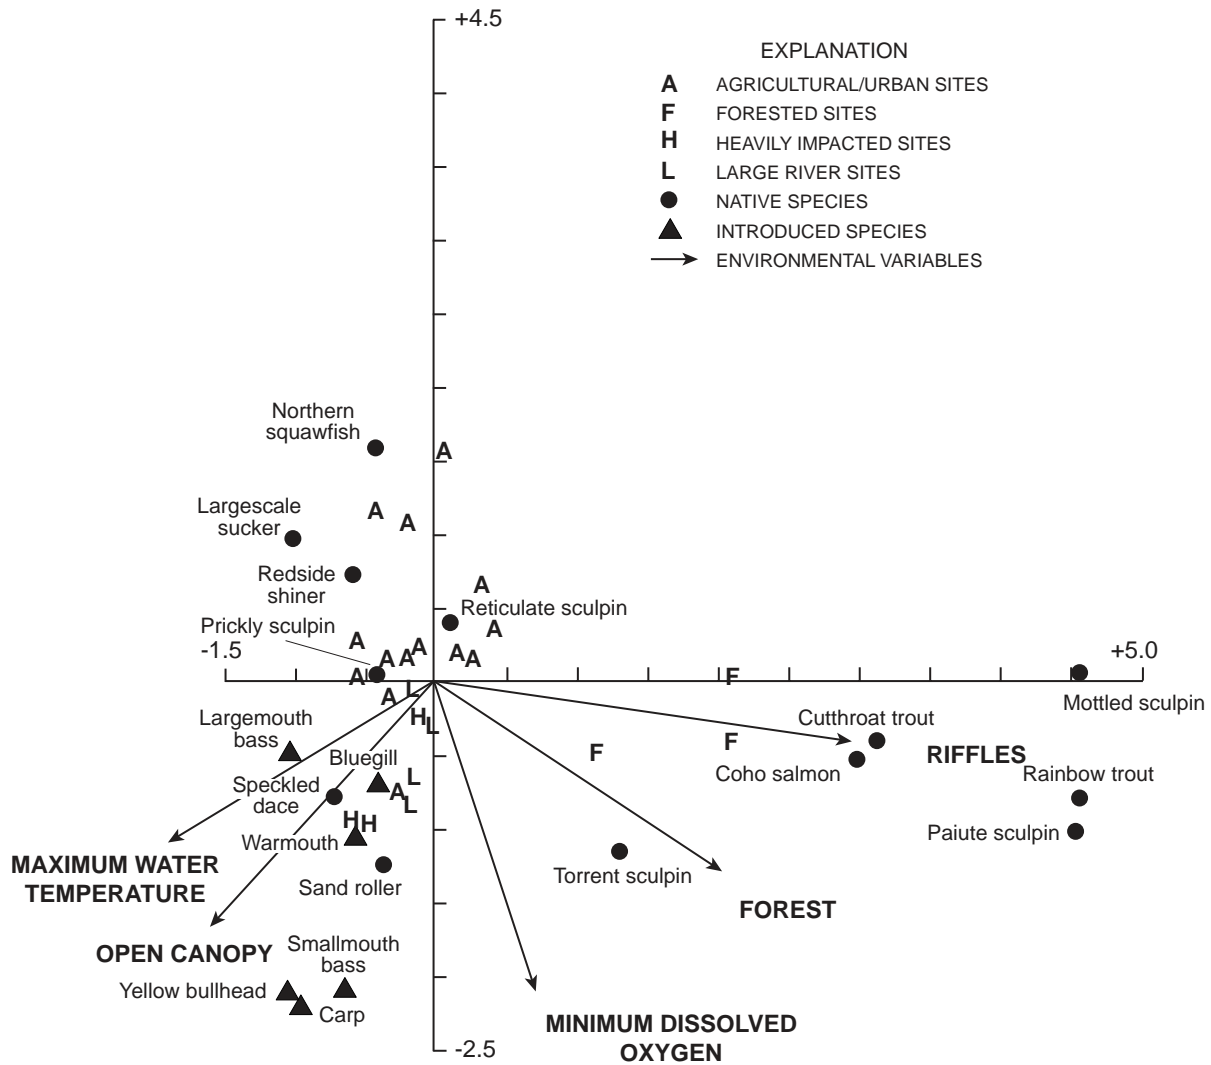 +4.5
EXPLANATION
A AGRICULTURAL/URBAN SITES
F FORESTED SITES
H HEAVILY IMPACTED SITES
L LARGE RIVER SITES
NATIVE SPECIES
INTRODUCED SPECIES
ENVIRONMENTAL VARIABLES
Northern
squawfish
A
A
A
Largescale
sucker
Redside
shiner
A
Reticulate sculpin
Prickly sculpin
A
A
A
A
A
A
A
-1.5
+5.0
A
F
L
A
Mottled sculpin
Largemouth
bass
H
L
Cutthroat trout
F
F
Coho salmon
RIFFLES
Bluegill
Rainbow trout
L
Speckled
dace
A
L
H
H
Warmouth
Paiute sculpin
MAXIMUM WATER
TEMPERATURE
Sand roller
Torrent sculpin
FOREST
OPEN CANOPY
Smallmouth
bass
Yellow bullhead
Carp
MINIMUM DISSOLVED
OXYGEN
-2.5